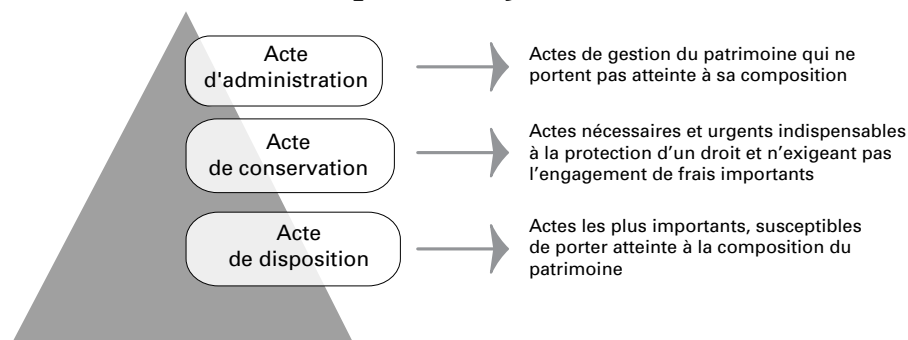 Acte
d'administration
Actes de gestion du patrimoine qui ne
portent pas atteinte à sa composition
Acte
de conservation
Actes nécessaires et urgents indispensables
à la protection d’un droit et n’exigeant pas
l’engagement de frais importants
Acte
de disposition
Actes les plus importants, susceptibles
de porter atteinte à la composition du
patrimoine